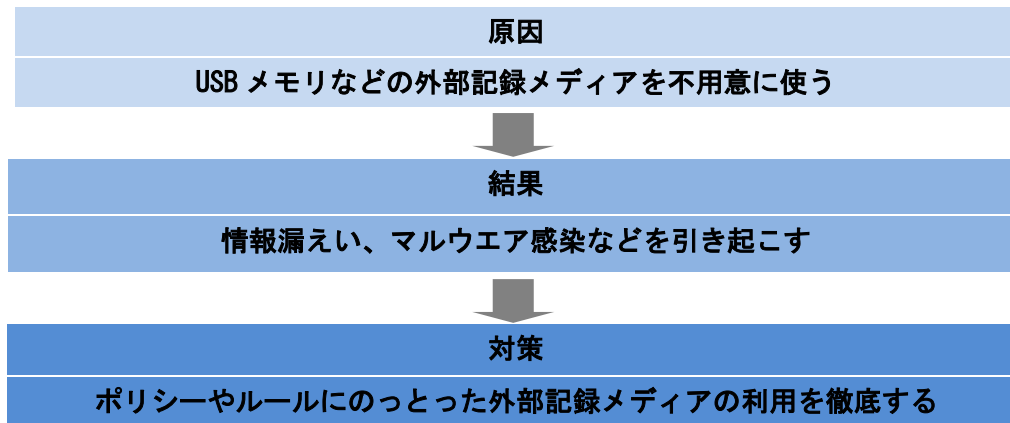 原因
USB メモリなどの外部記録メディアを不用意に使う
結果
情報漏えい、マルウエア感染などを引き起こす
対策
ポリシーやルールにのっとった外部記録メディアの利用を徹底する